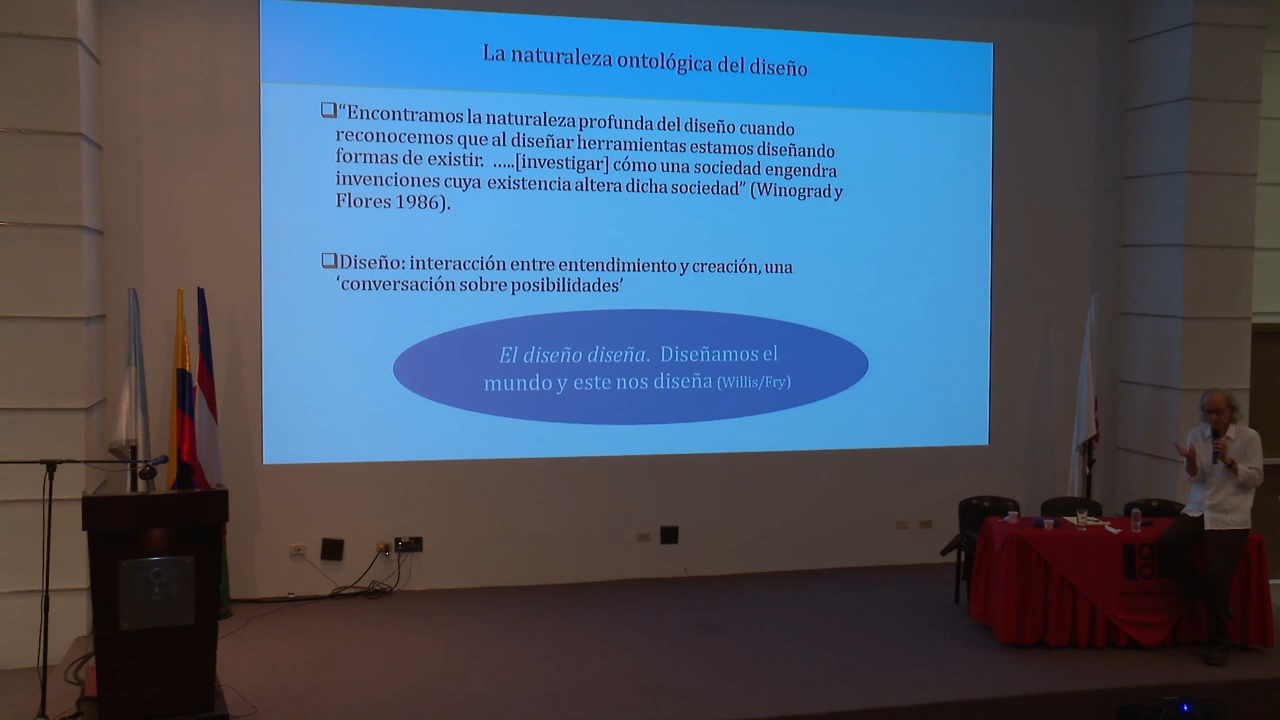 La naturaleza ontológica del diseño
❑“Encontramos la naturaleza profunda del diseño cuando
reconocemos que al diseñar herramientas estamos diseñando
formas de existir. .....[investigar] cómo una sociedad engendra
invenciones cuya existencia altera dicha sociedad” (Winograd y
Flores 1986).
❑Diseño: interacción entre entendimiento y creación, una
‘conversación sobre posibilidades’
El diseño diseña. Diseñamos el
mundo y este nos diseña (Willis/Fry)